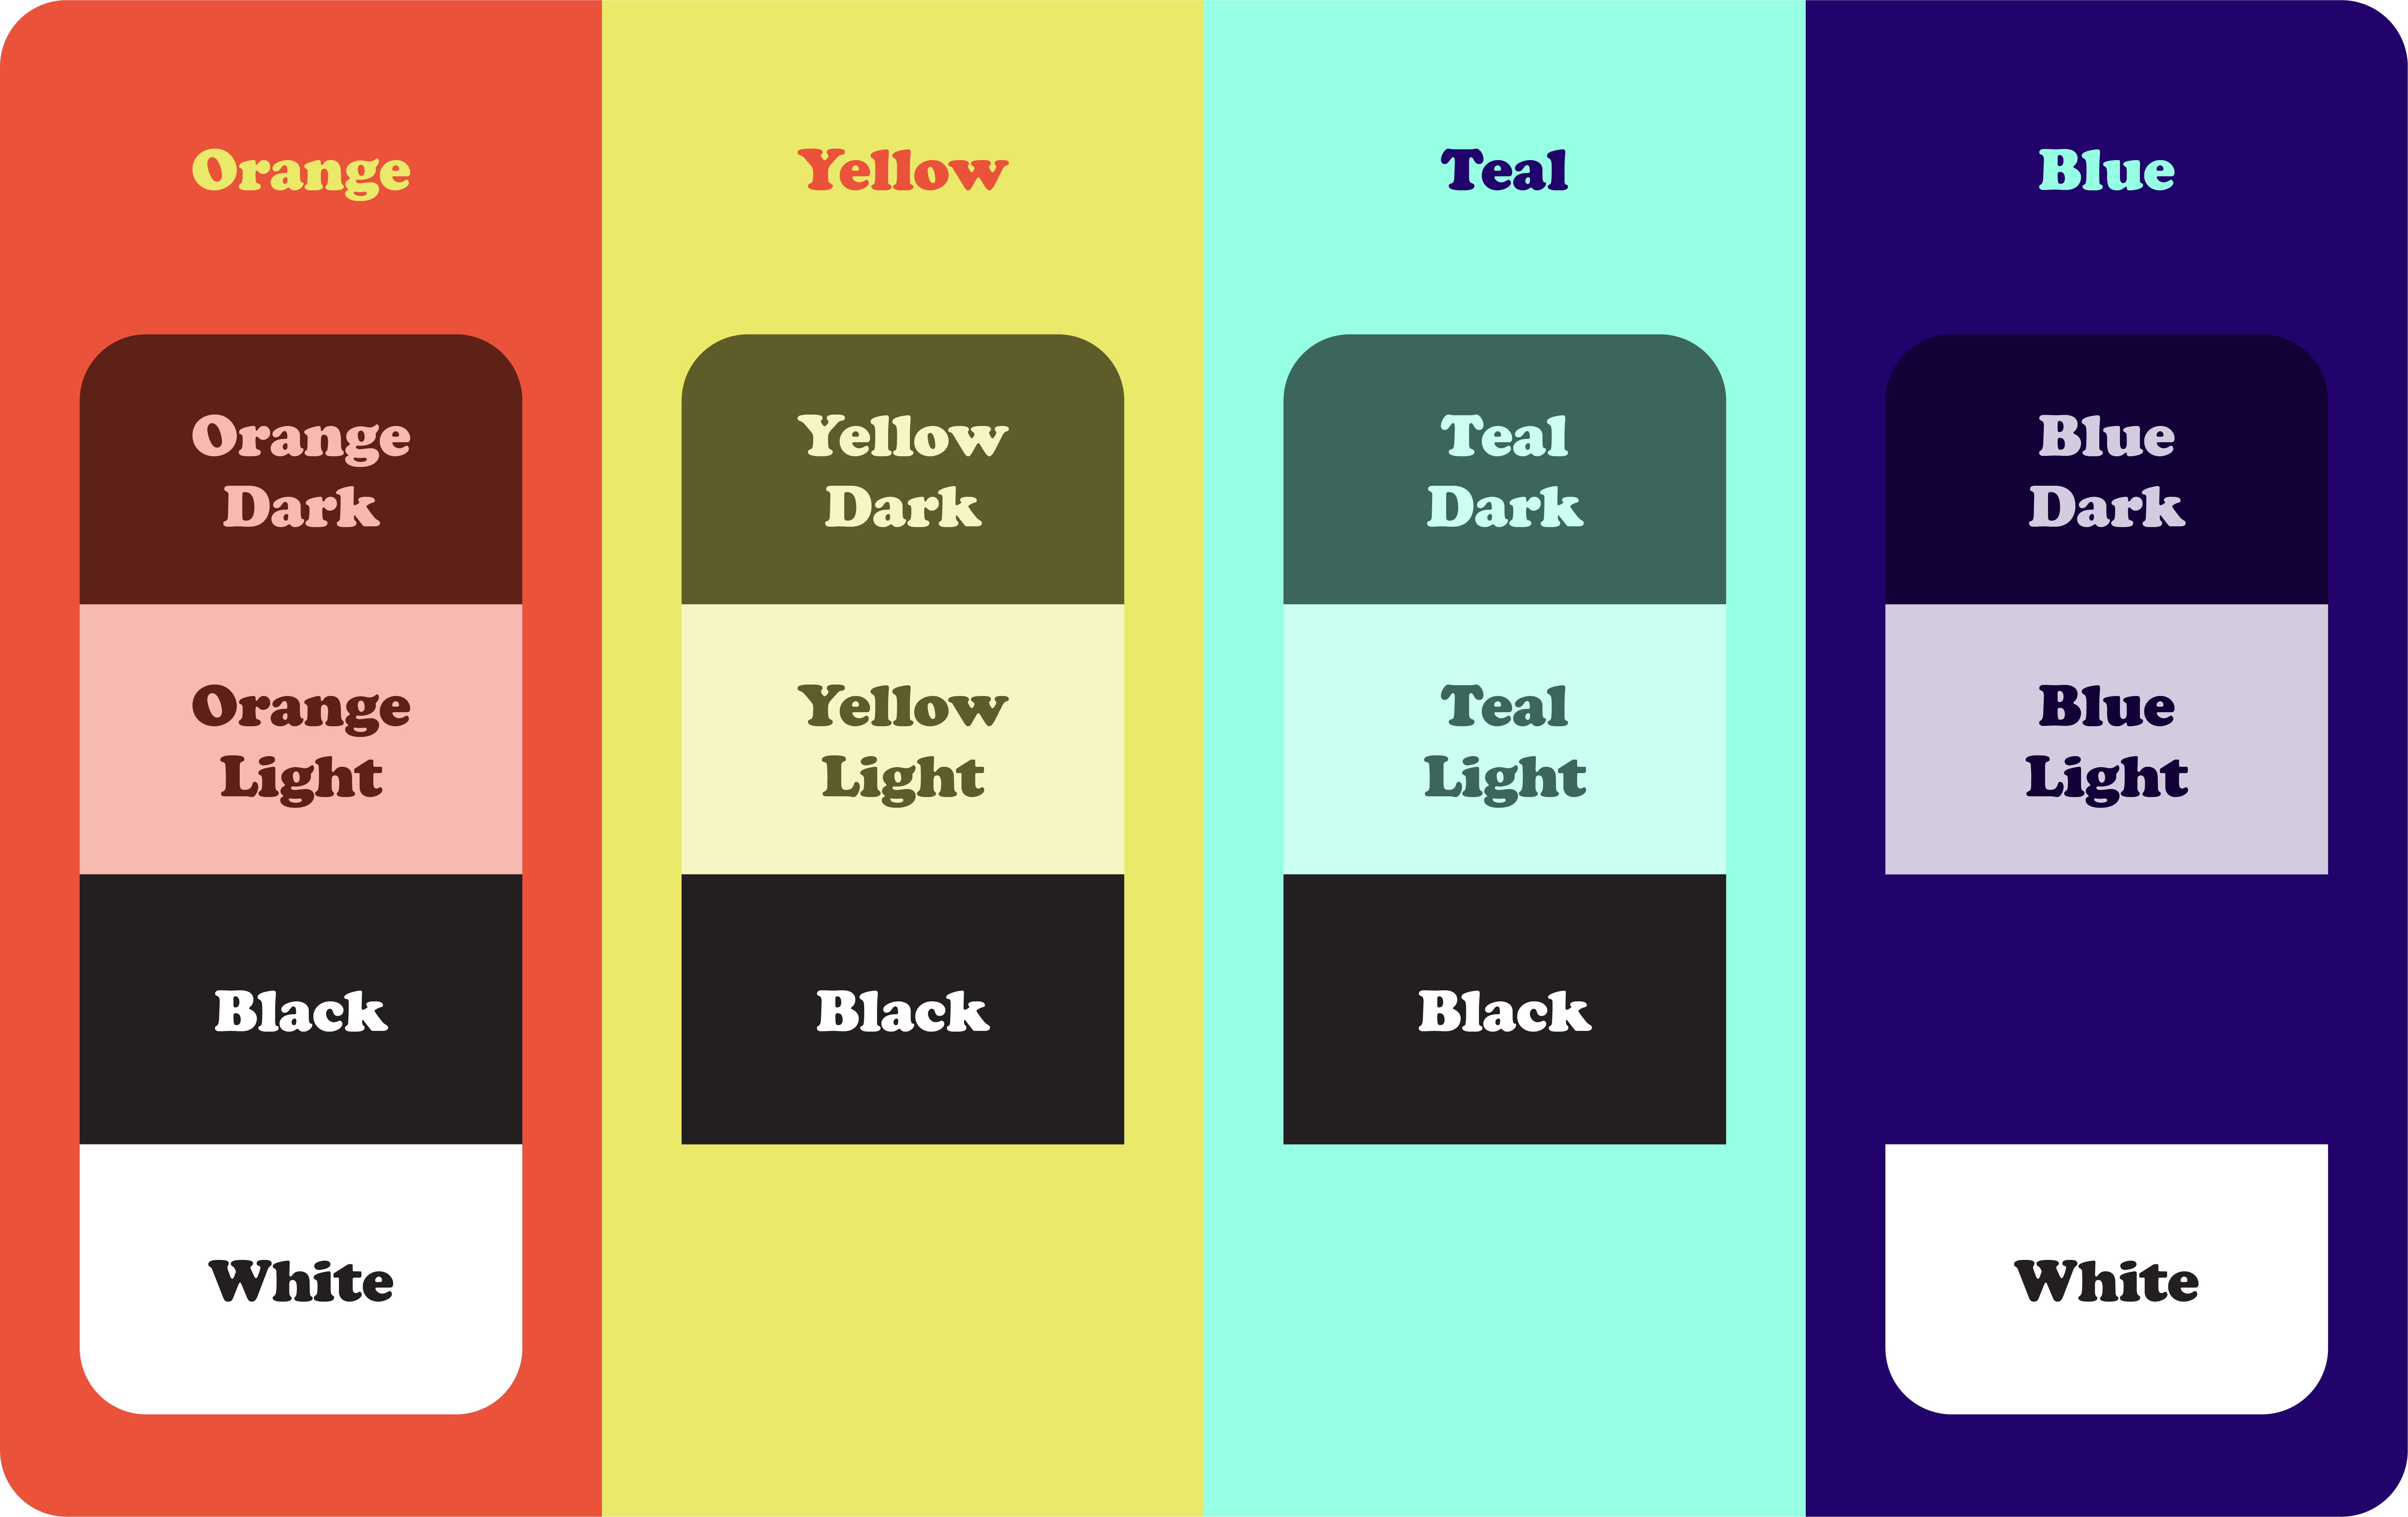 Orange
Yellow
Teal
Blue
Orange
Dark
Yellow
Dark
Teal
Dark
Blue
Dark
Orange
Light
Yellow
Light
Teal
Light
Blue
Light
Black
Black
Black
White
White